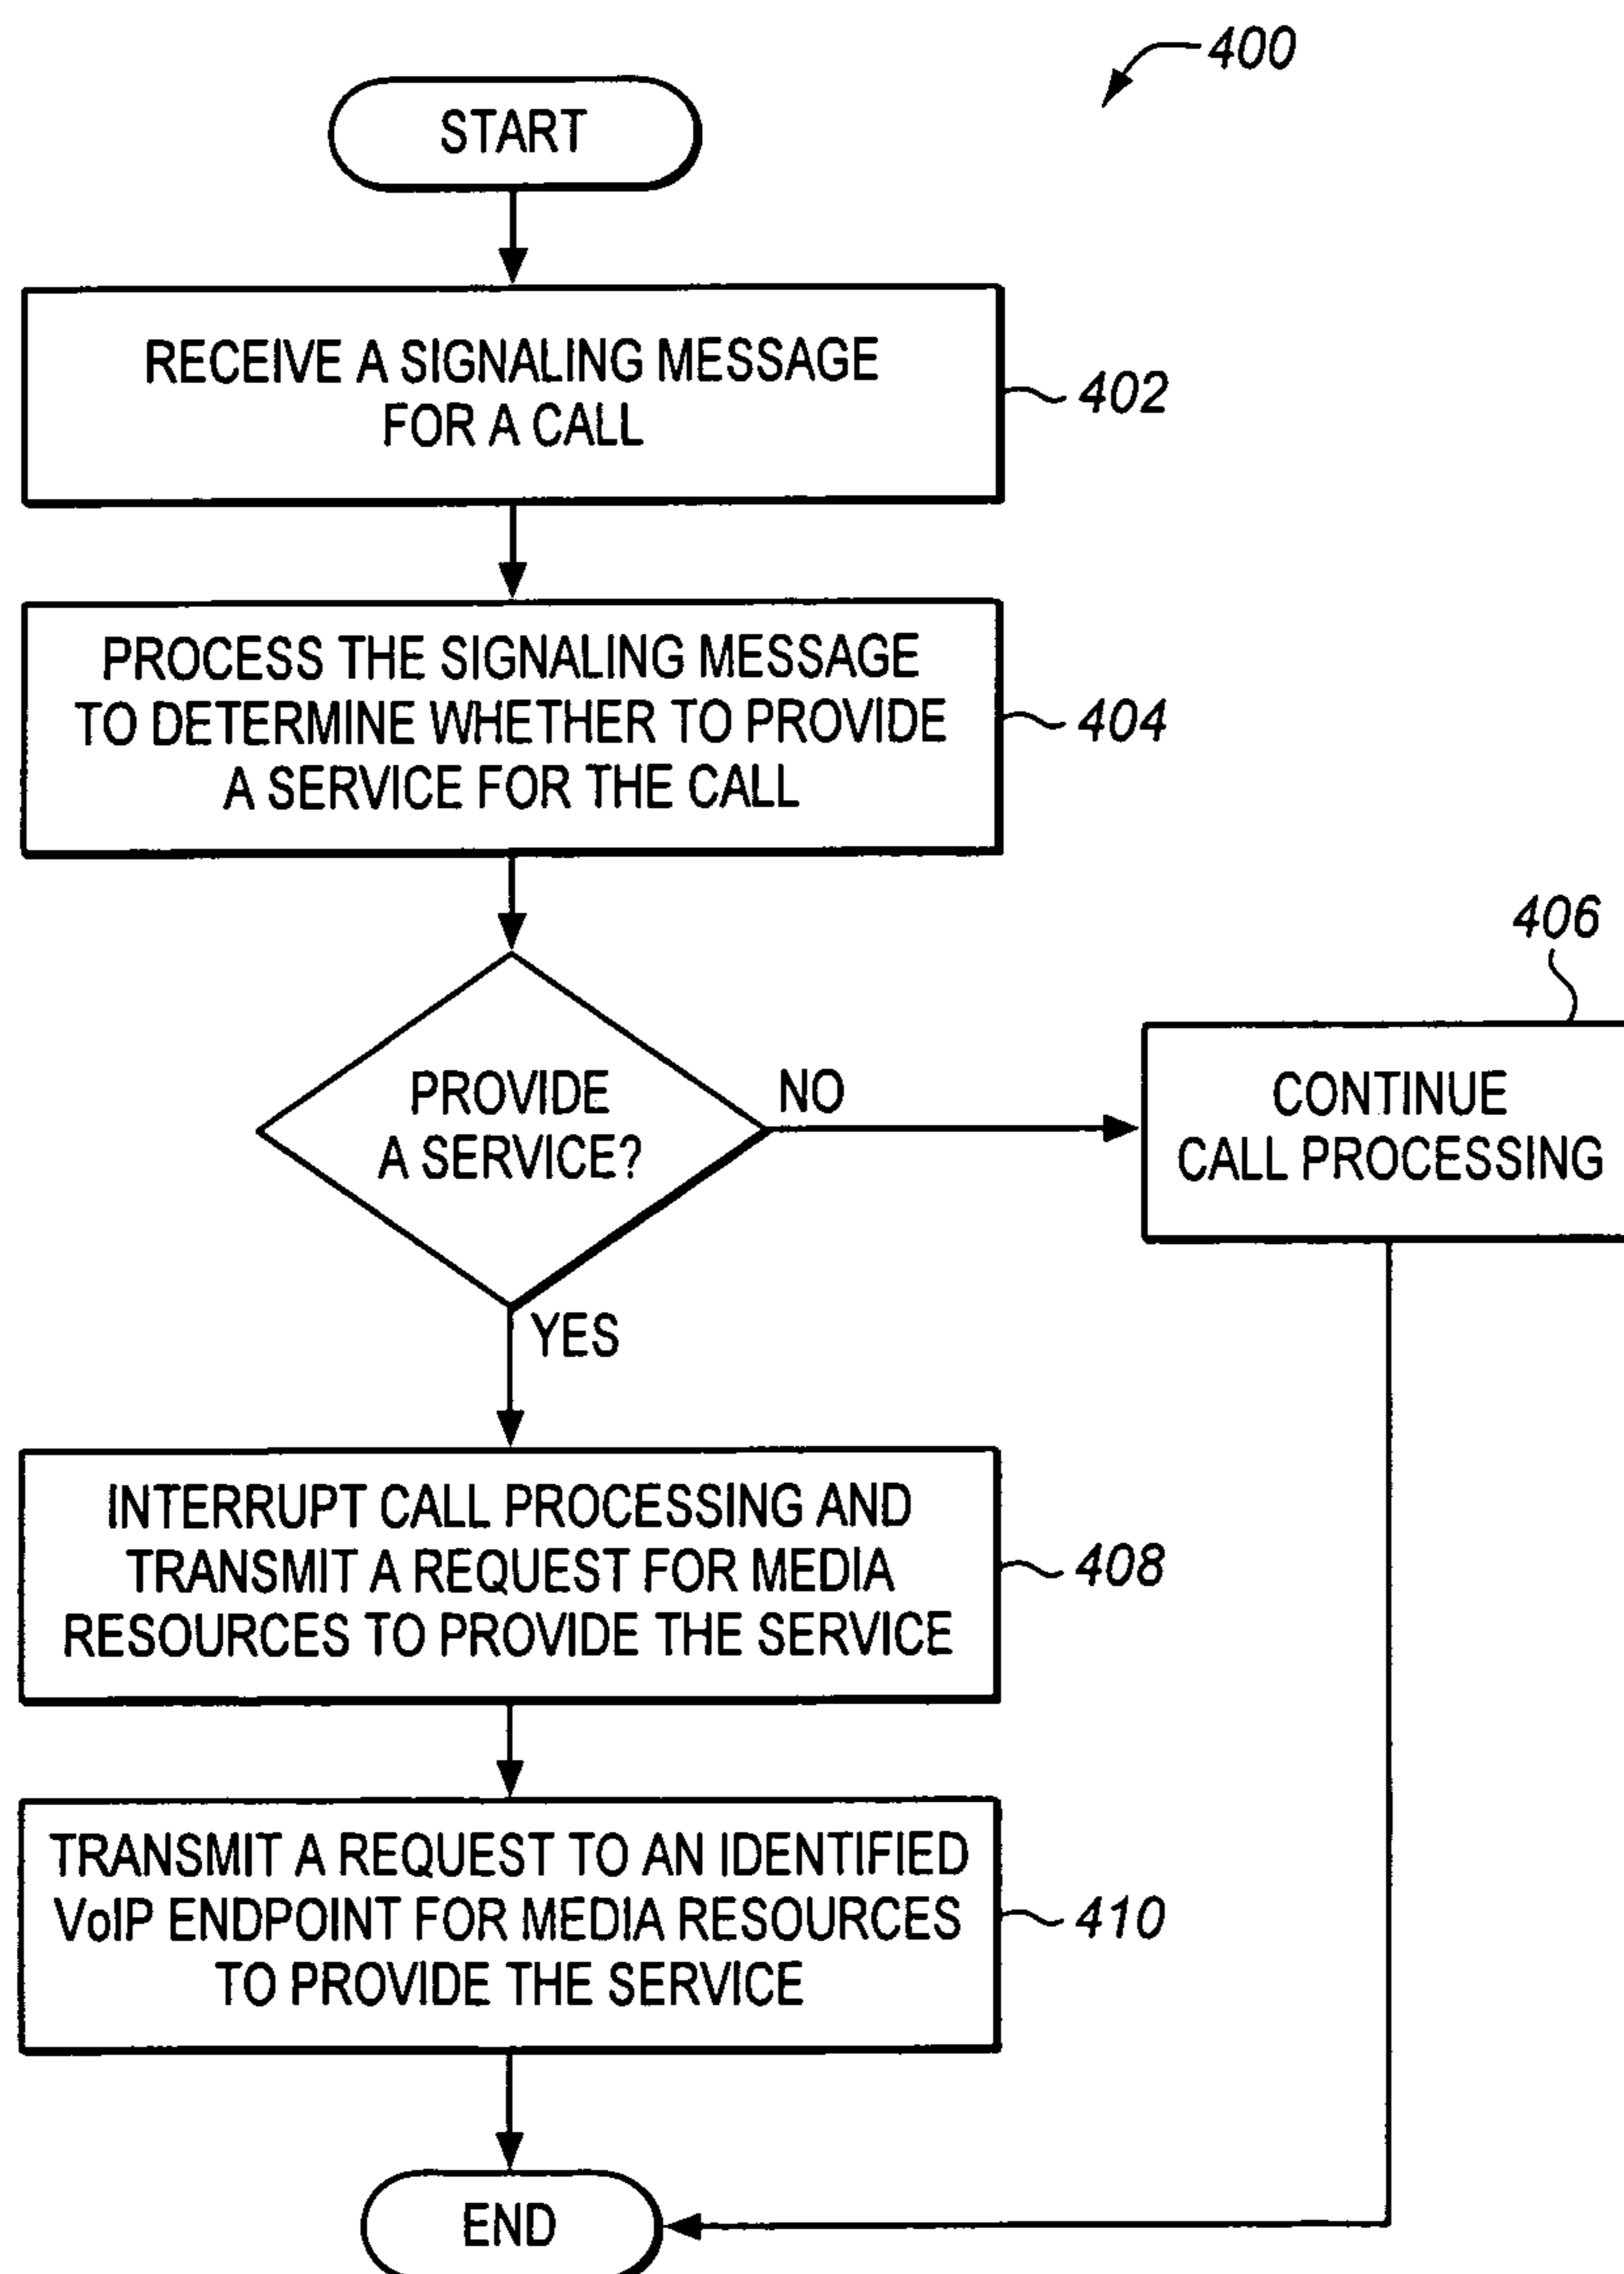 400
START
RECEIVE A SIGNALING MESSAGE
FOR A CALL
402
PROCESS THE SIGNALING MESSAGE
TO DETERMINE WHETHER TO PROVIDE
A SERVICE FOR THE CALL
404
PROVIDE
A SERVICE?
NO
406
CONTINUE
CALL PROCESSING
YES
INTERRUPT CALL PROCESSING AND
TRANSMIT A REQUEST FOR MEDIA
RESOURCES TO PROVIDE THE SERVICE
408
TRANSMIT A REQUEST TO AN IDENTIFIED
VoIP ENDPOINT FOR MEDIA RESOURCES
TO PROVIDE THE SERVICE
410
END